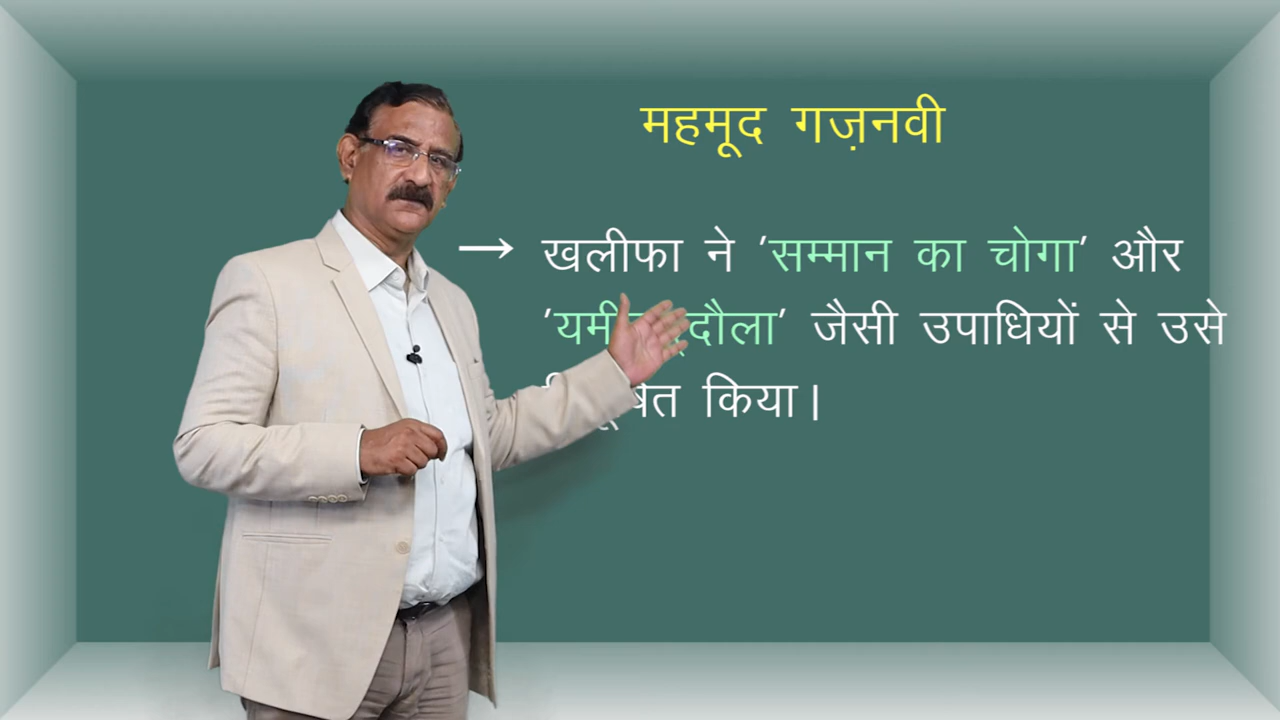 महमूद गज़नवी
→ खलीफा ने ’सम्मान का चोगा’ और
जैसी उपाधियों से उसे
किया।